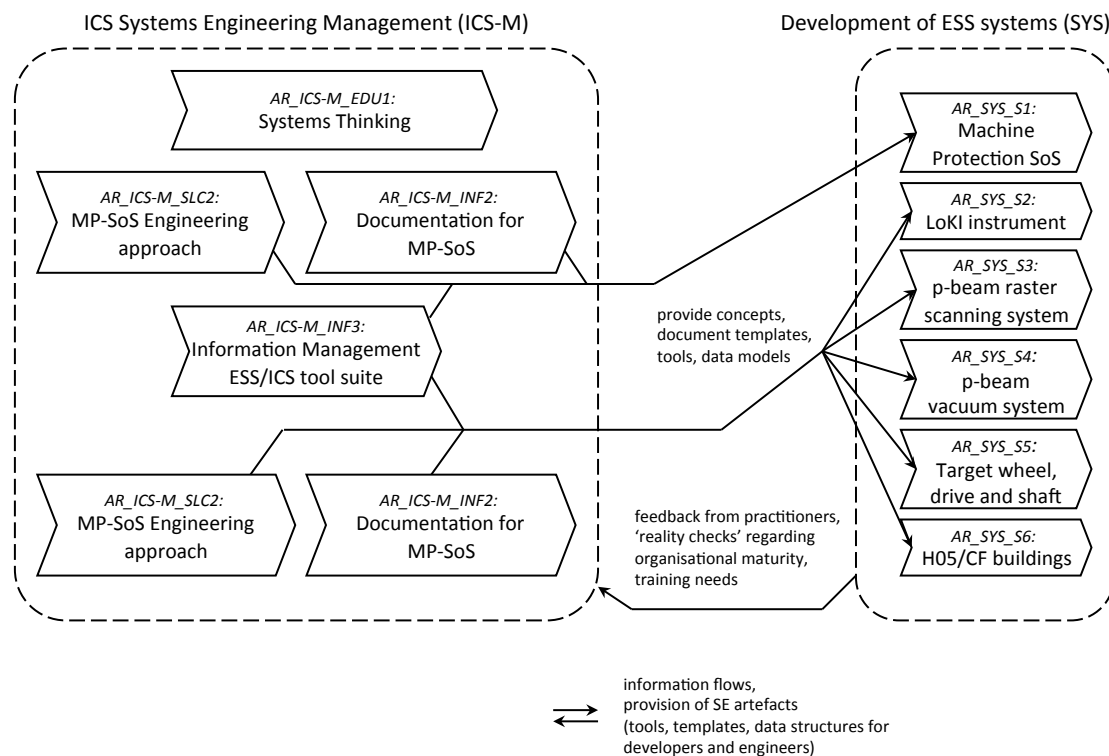 ICS Systems Engineering Management (ICS-M)
Development of ESS systems (SYS)
AR_ICS-M_EDU1:
Systems Thinking
AR_ICS-M_SLC2:
MP-SoS Engineering
approach
AR_ICS-M_INF2:
Documentation for
MP-SoS
AR_ICS-M_INF3:
Information Management
ESS/ICS tool suite
AR_ICS-M_SLC2:
MP-SoS Engineering
approach
AR_ICS-M_INF2:
Documentation for
MP-SoS
provide concepts,
document templates,
tools, data models
feedback from practitioners,
‘reality checks’ regarding
organisational maturity,
training needs
AR_SYS_S1:
Machine
Protection SoS
AR_SYS_S2:
LoKI instrument
AR_SYS_S3:
p-beam raster
scanning system
AR_SYS_S4:
p-beam
vacuum system
AR_SYS_S5:
Target wheel,
drive and shaft
AR_SYS_S6:
H05/CF buildings
information flows,
provision of SE artefacts
(tools, templates, data structures for
developers and engineers)